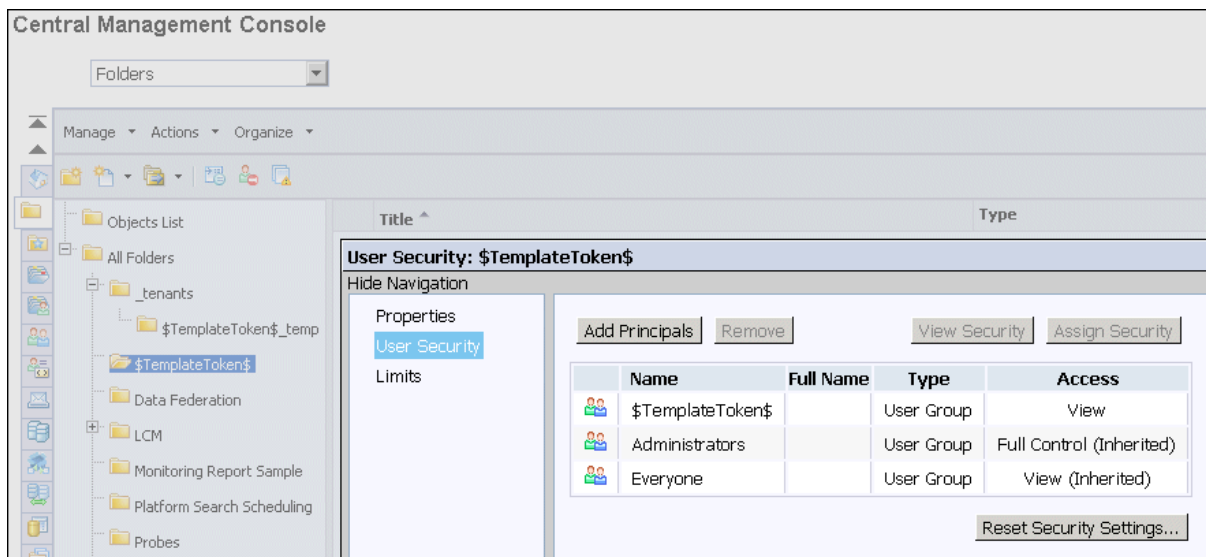 Central Management Console
Folders
Manage Actions Organize
Objects List
All Folders
_tenants
$TemplateToken$_temp
$TemplateToken$
Data Federation
LCM
Monitoring Report Sample
Platform Search Scheduling
Probes
Title Type
User Security: $TemplateToken$
Hide Navigation
Properties
User Security
Limits
Add Principals Remove View Security Assign Security
Name Full Name Type Access
$TemplateToken$ User Group View
Administrators User Group Full Control (Inherited)
Everyone User Group View (Inherited)
Reset Security Settings...